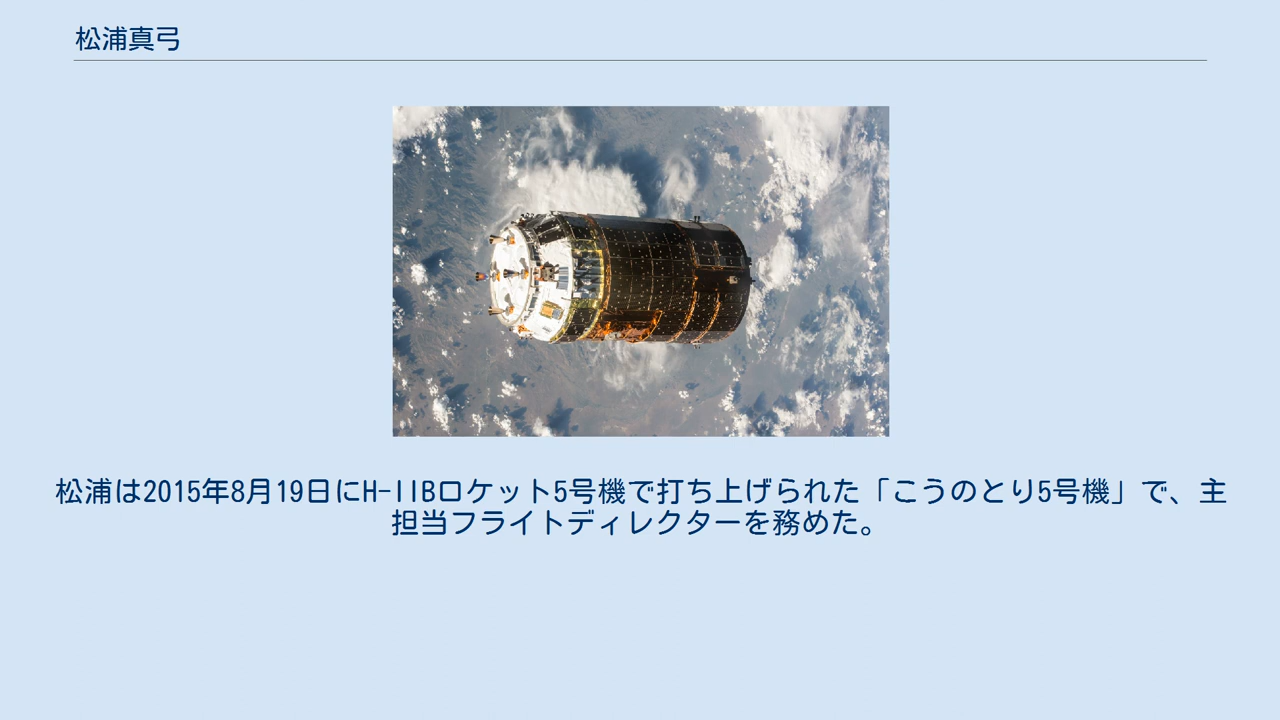 松浦真弓
松浦は2015年8月19日にH-IIBロケット5号機で打ち上げられた「こうのとり5号機」で、主
担当フライトディレクターを務めた。